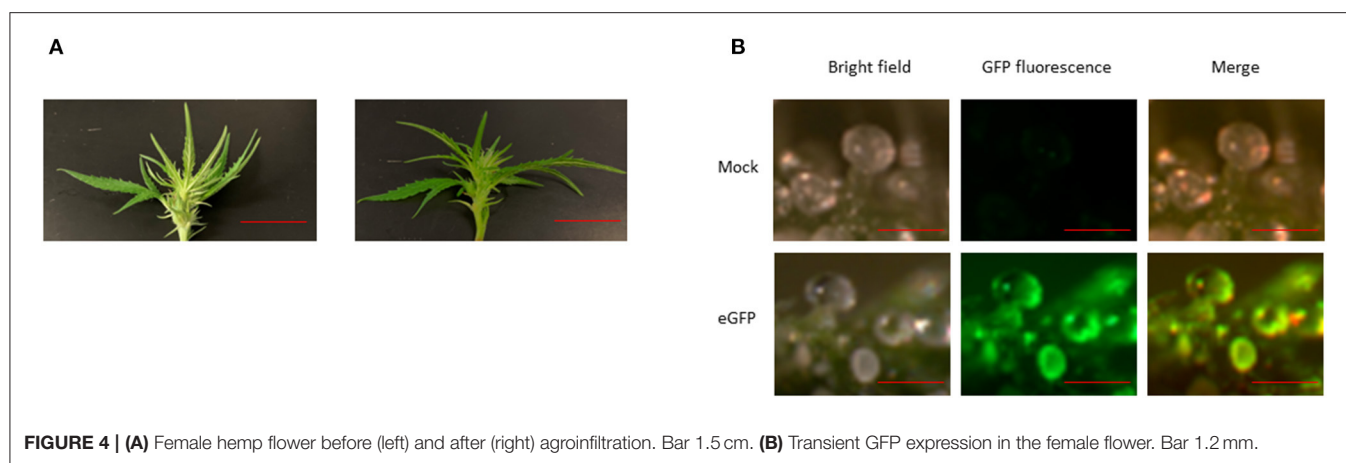 A
B
Bright field
GFP fluorescence
Merge
Mock
eGFP
FIGURE 4 | (A) Female hemp flower before (left) and after (right) agroinfiltration. Bar 1.5 cm. (B) Transient GFP expression in the female flower. Bar 1.2 mm.